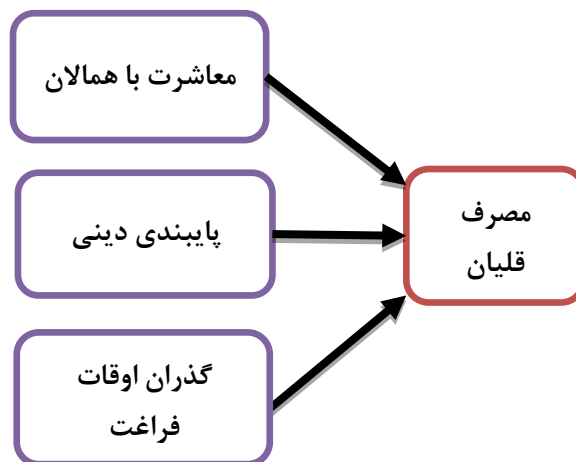 معاشرت با همالان
پایبندی دینی
گذران اوقات
فراغت
مصرف
قلیان